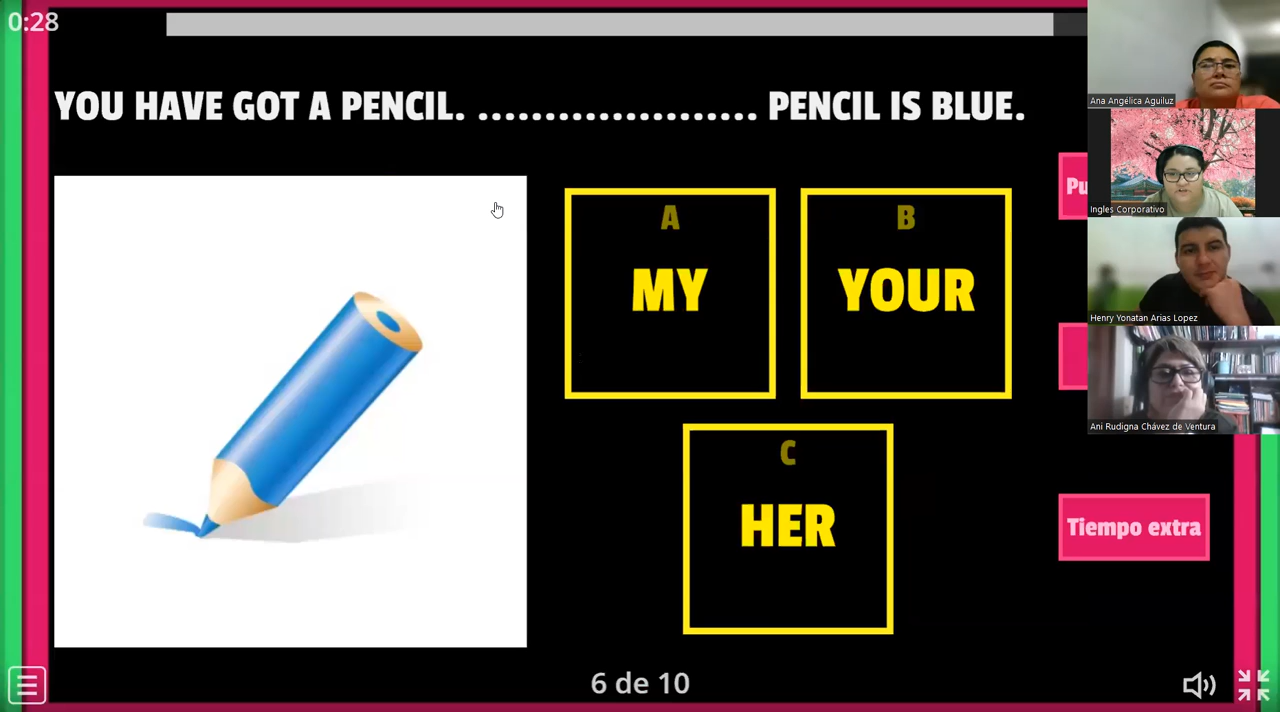 0:28
YOU HAVE GOT A PENCIL. ..................... PENCIL IS BLUE.
A
MY
B
YOUR
C
HER
Pu
Tiempo extra
6 de 10
Ana Angélica Aguiluz
Ingles Corporativo
Henry Yonatan Arias Lopez
Ani Rudigna Chávez de Ventura